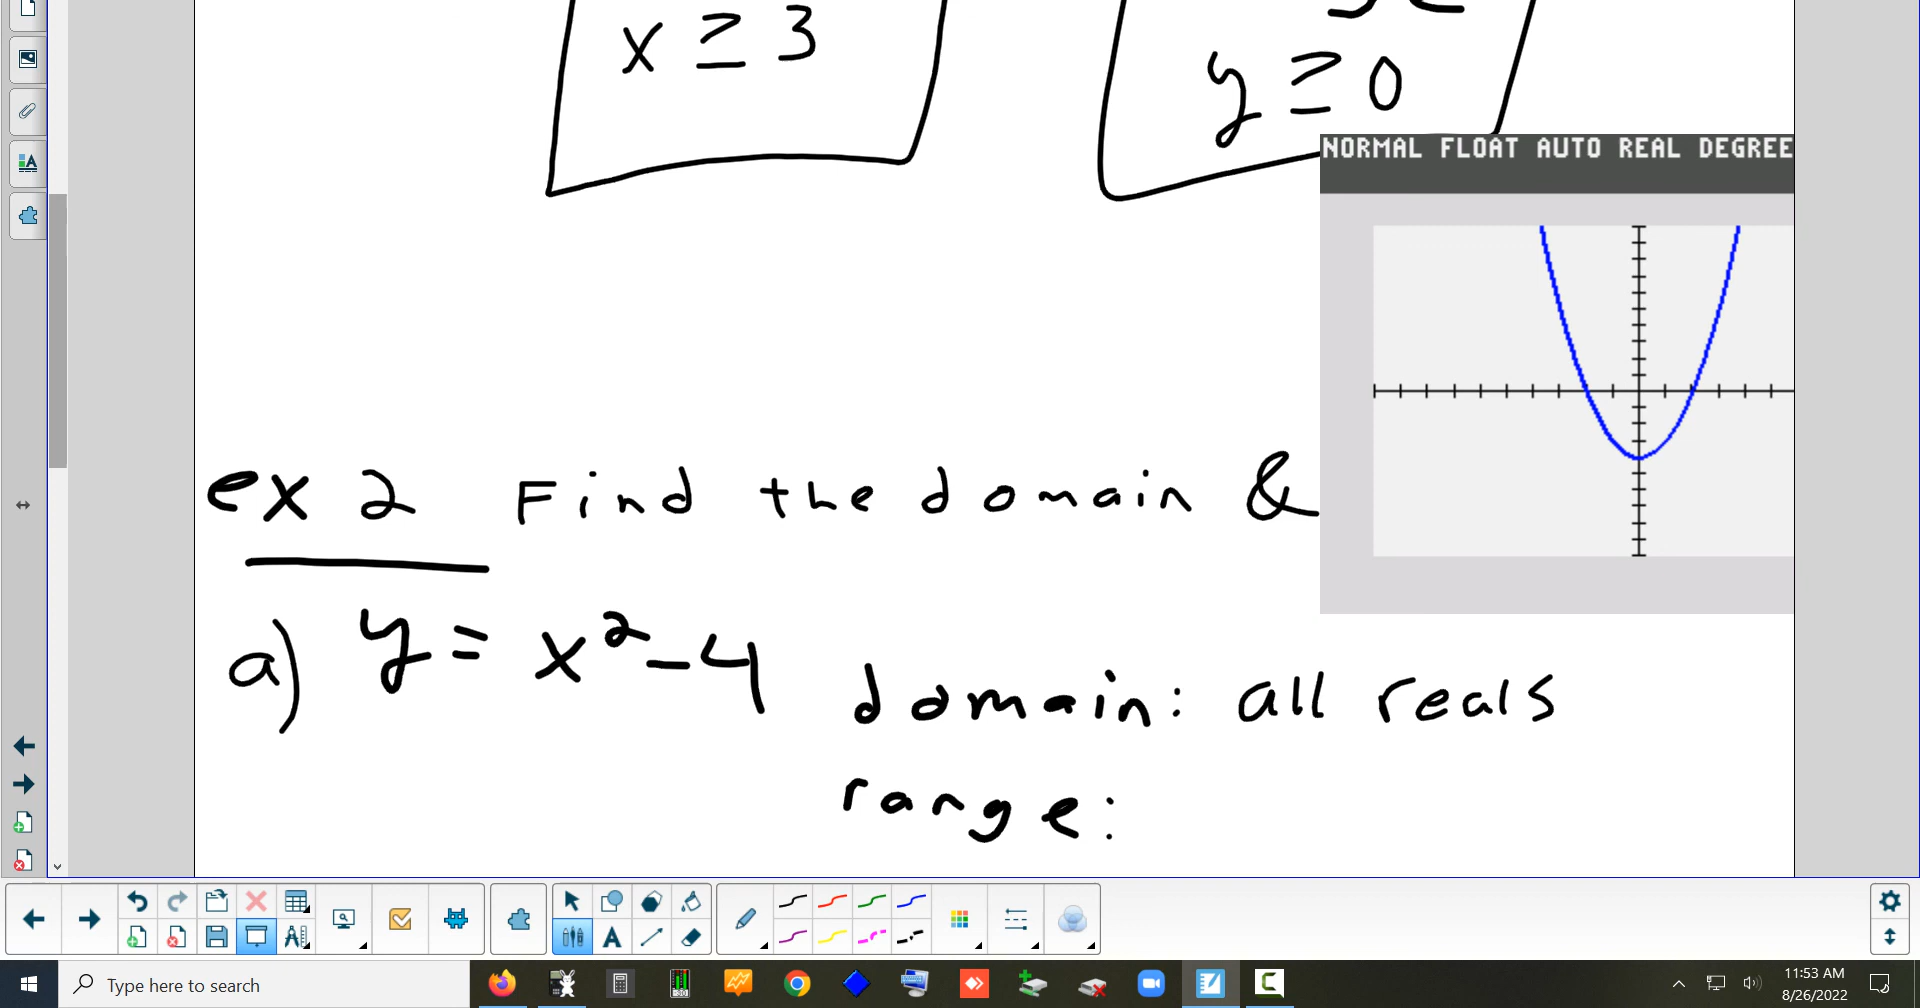 x ≥ 3
y ≥ 0
NORMAL FLOAT AUTO REAL DEGREE
ex 2 Find the domain &
a) y = x²-4
domain: all reals
range:
Type here to search
11:53 AM
8/26/2022